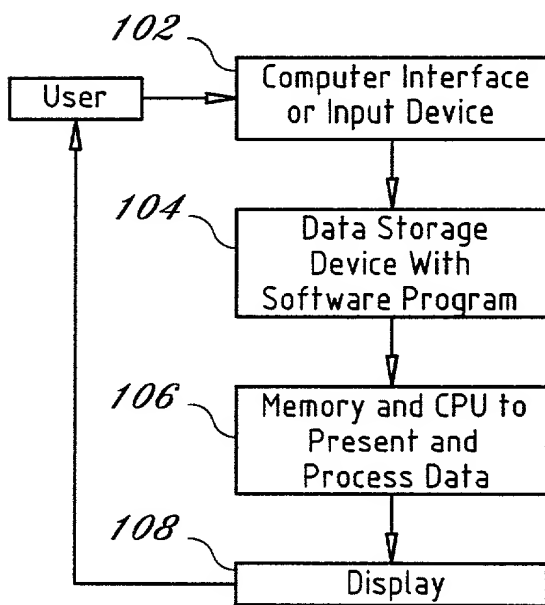 102
User
Computer Interface
or Input Device
104
Data Storage
Device With
Software Program
106
Memory and CPU to
Present and
Process Data
108
Display